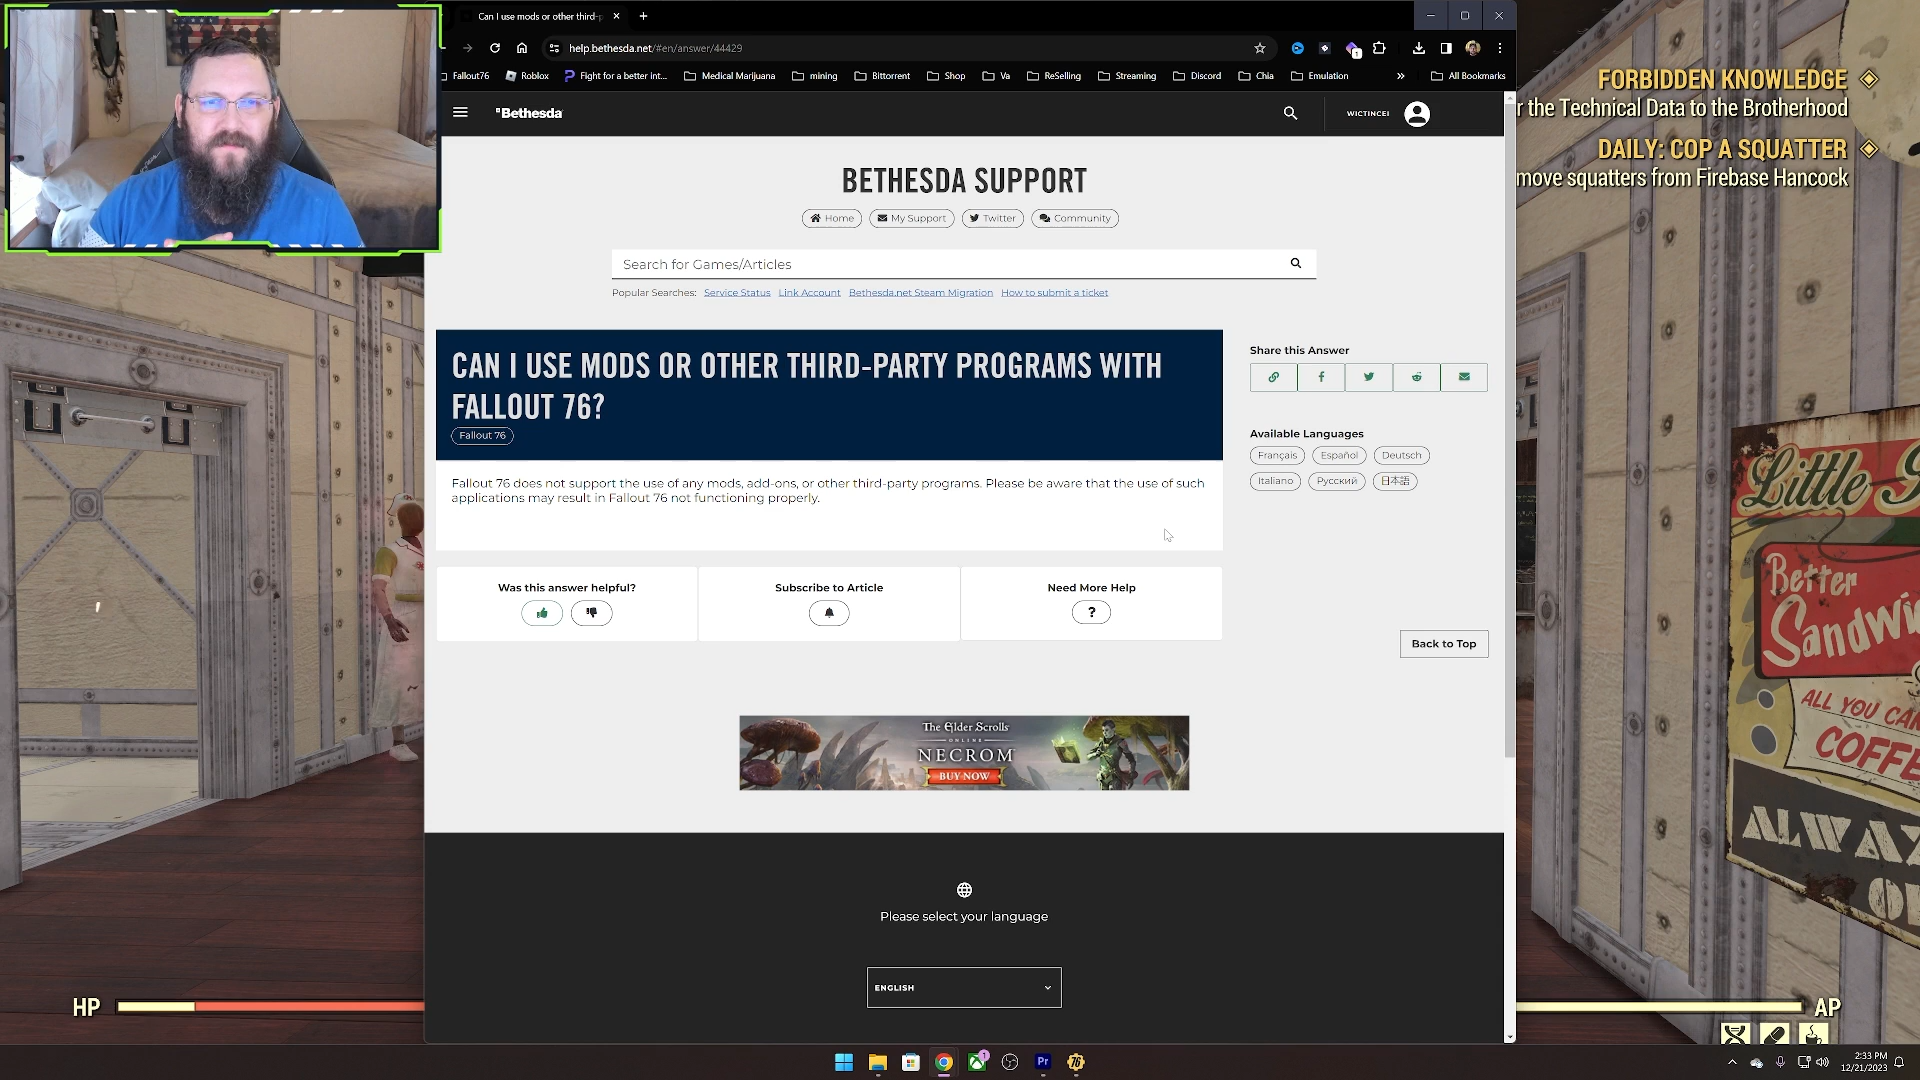 Can I use mods or other third-p
help.bethesda.net/#en/answer/44429
Fallout76
Roblox
Fight for a better int...
Medical Marijuana
mining
Bittorrent
Shop
Va
ReSelling
Streaming
Discord
Chia
Emulation
»
All Bookmarks
Bethesda
WICTINCEI
FORBIDDEN KNOWLEDGE
r the Technical Data to the Brotherhood
DAILY: COP A SQUATTER
move squatters from Firebase Hancock
BETHESDA SUPPORT
Home
My Support
Twitter
Community
Search for Games/Articles
Popular Searches: Service Status Link Account Bethesda.net Steam Migration How to submit a ticket
CAN I USE MODS OR OTHER THIRD-PARTY PROGRAMS WITH
FALLOUT 76?
Fallout 76
Fallout 76 does not support the use of any mods, add-ons, or other third-party programs. Please be aware that the use of such
applications may result in Fallout 76 not functioning properly.
Share this Answer
Available Languages
Français
Español
Deutsch
Italiano
Русский
日本語
Was this answer helpful?
Subscribe to Article
Need More Help
?
Back to Top
The Elder Scrolls
ONLINE
NECROM
BUY NOW
Please select your language
ENGLISH
Little
Better
Sandwi
ALL YOU CA
COFFE
ALWA
HP
AP
1
Pr
76
2:33 PM
12/21/2023